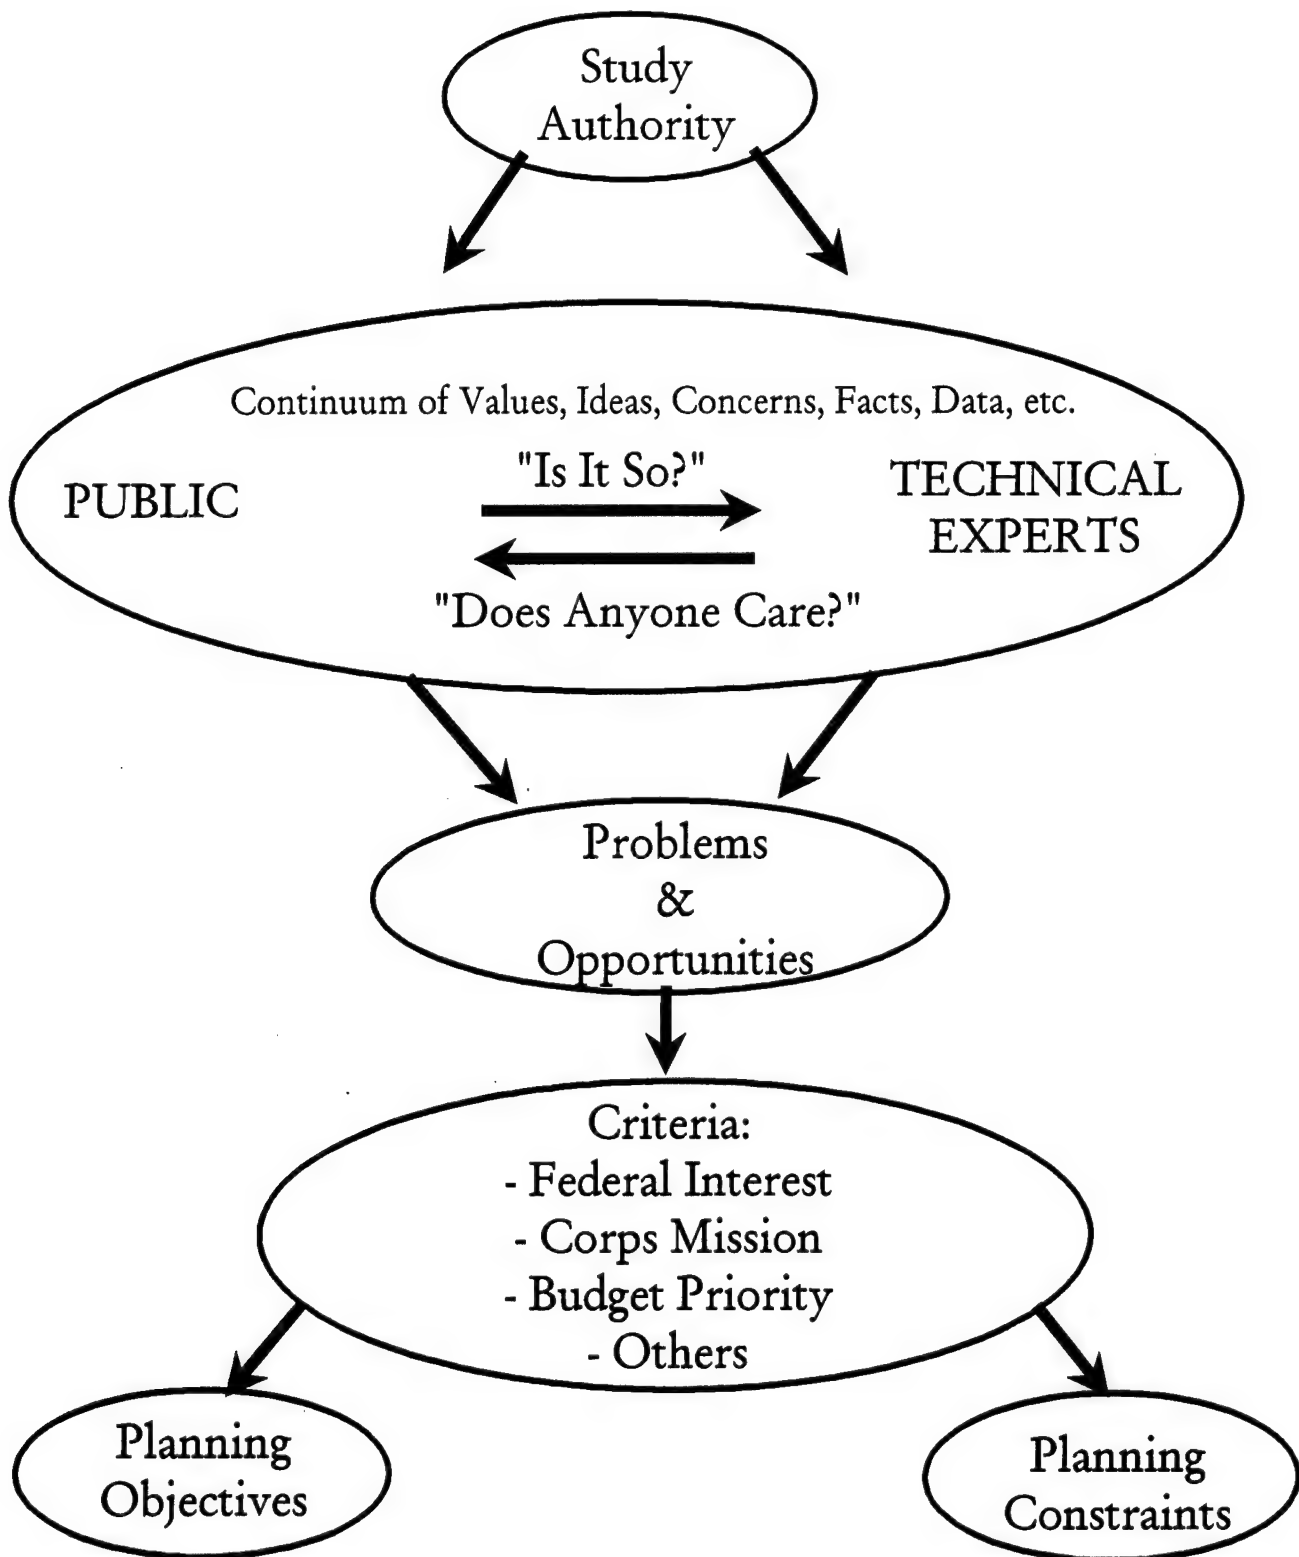 Study
Authority
Continuum of Values, Ideas, Concerns, Facts, Data, etc.
"Is It So?"
PUBLIC
TECHNICAL
EXPERTS
"Does Anyone Care?"
Problems
&
Opportunities
Criteria:
- Federal Interest
- Corps Mission
- Budget Priority
- Others
Planning
Objectives
Planning
Constraints